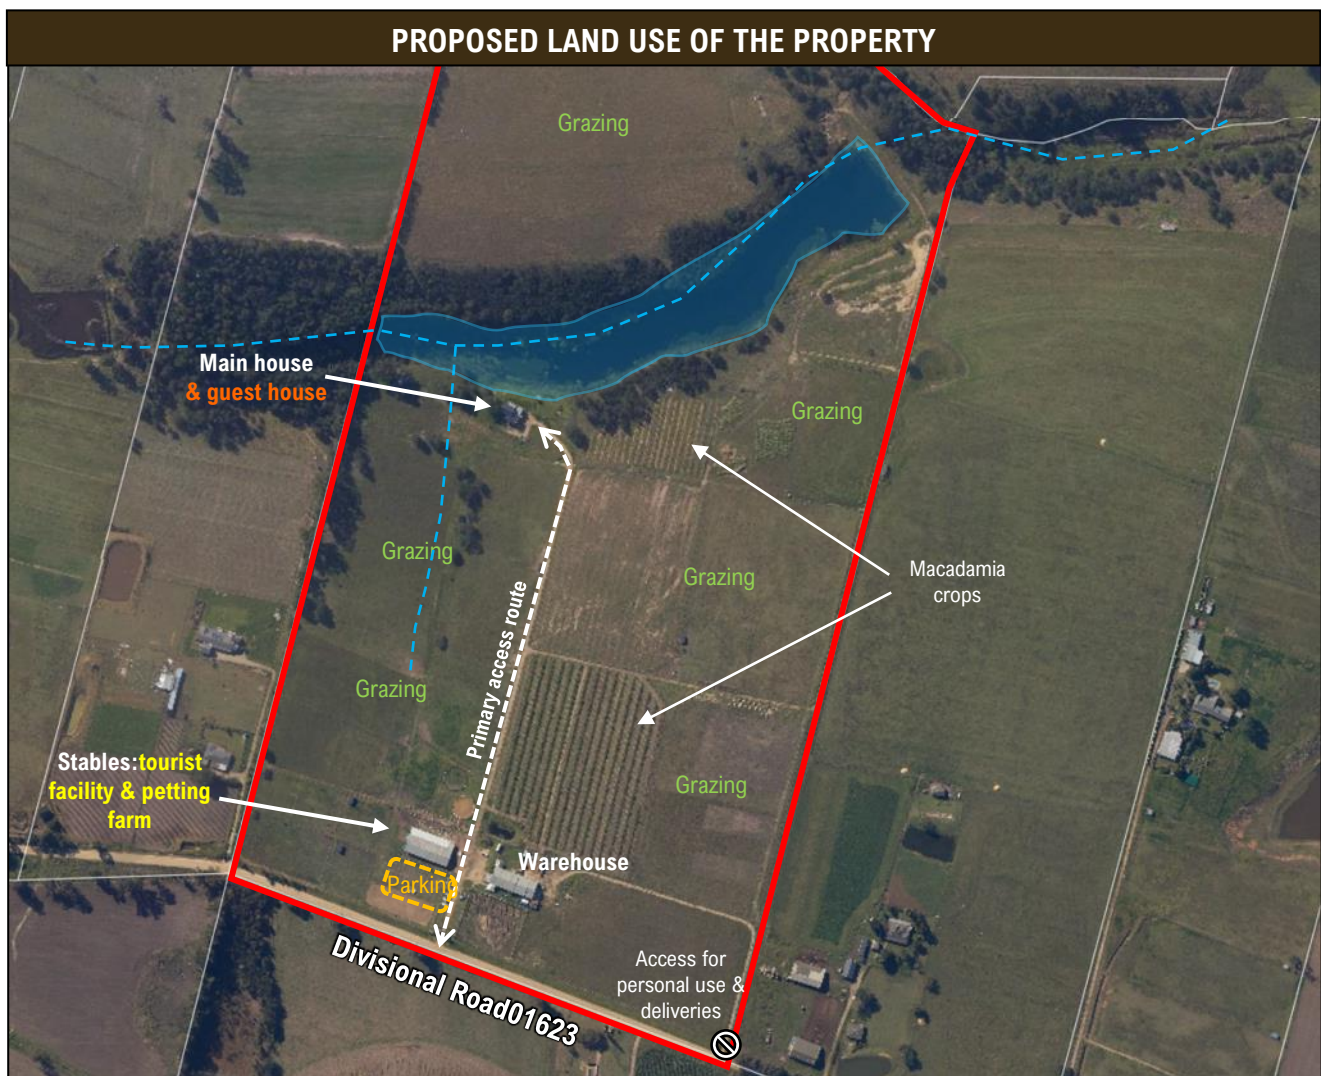 PROPOSED LAND USE OF THE PROPERTY
Grazing
Main house
& guest house
Grazing
Grazing
Grazing
Macadamia
crops
Primary access route
Grazing
Stables:tourist
facility & petting
farm
Grazing
Warehouse
Parking
Divisional Road01623
Access for
personal use &
deliveries